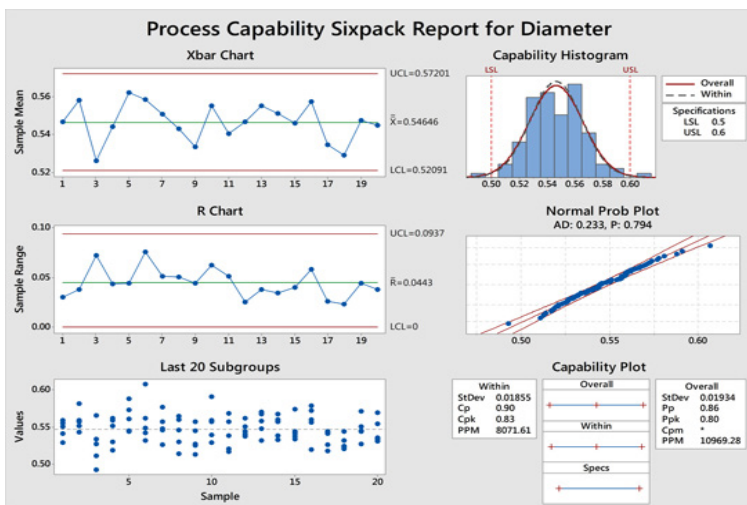 Process Capability Sixpack Report for Diameter
Xbar Chart
Sample Mean
0.56
0.54
0.52
1 3 5 7 9 11 13 15 17 19
UCL=0.57201
X̿=0.54646
LCL=0.52091
Capability Histogram
LSL USL
0.50 0.52 0.54 0.56 0.58 0.60
Overall
Within
Specifications
LSL 0.5
USL 0.6
R Chart
Sample Range
0.10
0.05
0.00
1 3 5 7 9 11 13 15 17 19
UCL=0.0937
R̅=0.0443
LCL=0
Normal Prob Plot
AD: 0.233, P: 0.794
0.50 0.55 0.60
Last 20 Subgroups
Values
0.60
0.55
0.50
5 10 15 20
Sample
Capability Plot
Within
StDev 0.01855
Cp 0.90
Cpk 0.83
PPM 8071.61
Overall
Within
Specs
Overall
StDev 0.01934
Pp 0.86
Ppk 0.80
Cpm *
PPM 10969.28